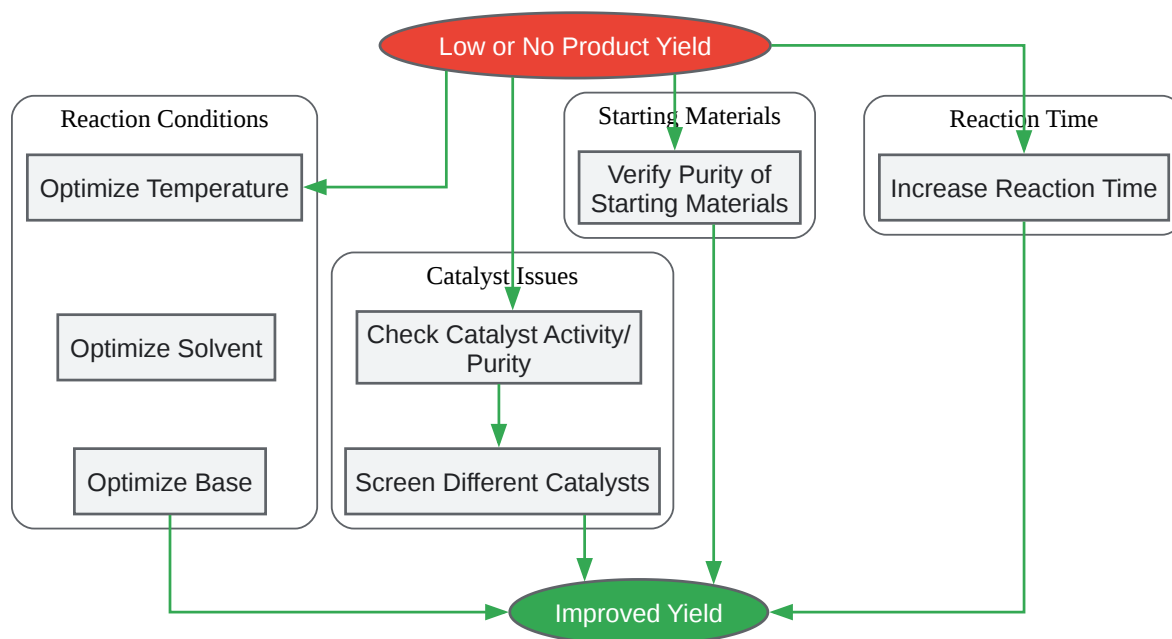 Low or No Product Yield
Reaction Conditions
Optimize Temperature
Optimize Solvent
Optimize Base
Catalyst Issues
Check Catalyst Activity/
Purity
Screen Different Catalysts
Starting Materials
Verify Purity of
Starting Materials
Reaction Time
Increase Reaction Time
Improved Yield